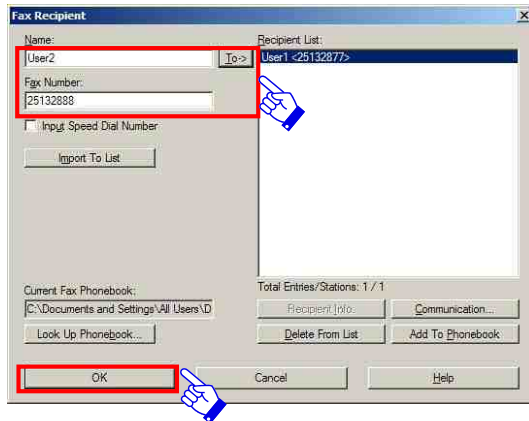 Fax Recipient
Name:
User2
To->
Fax Number:
25132888
Input Speed Dial Number
Import To List
Recipient List:
User1 <25132877>
Current Fax Phonebook:
C:\Documents and Settings\All Users\D
Look Up Phonebook...
Total Entries/Stations: 1 / 1
Recipient Info.
Communication...
Delete From List
Add To Phonebook
OK
Cancel
Help